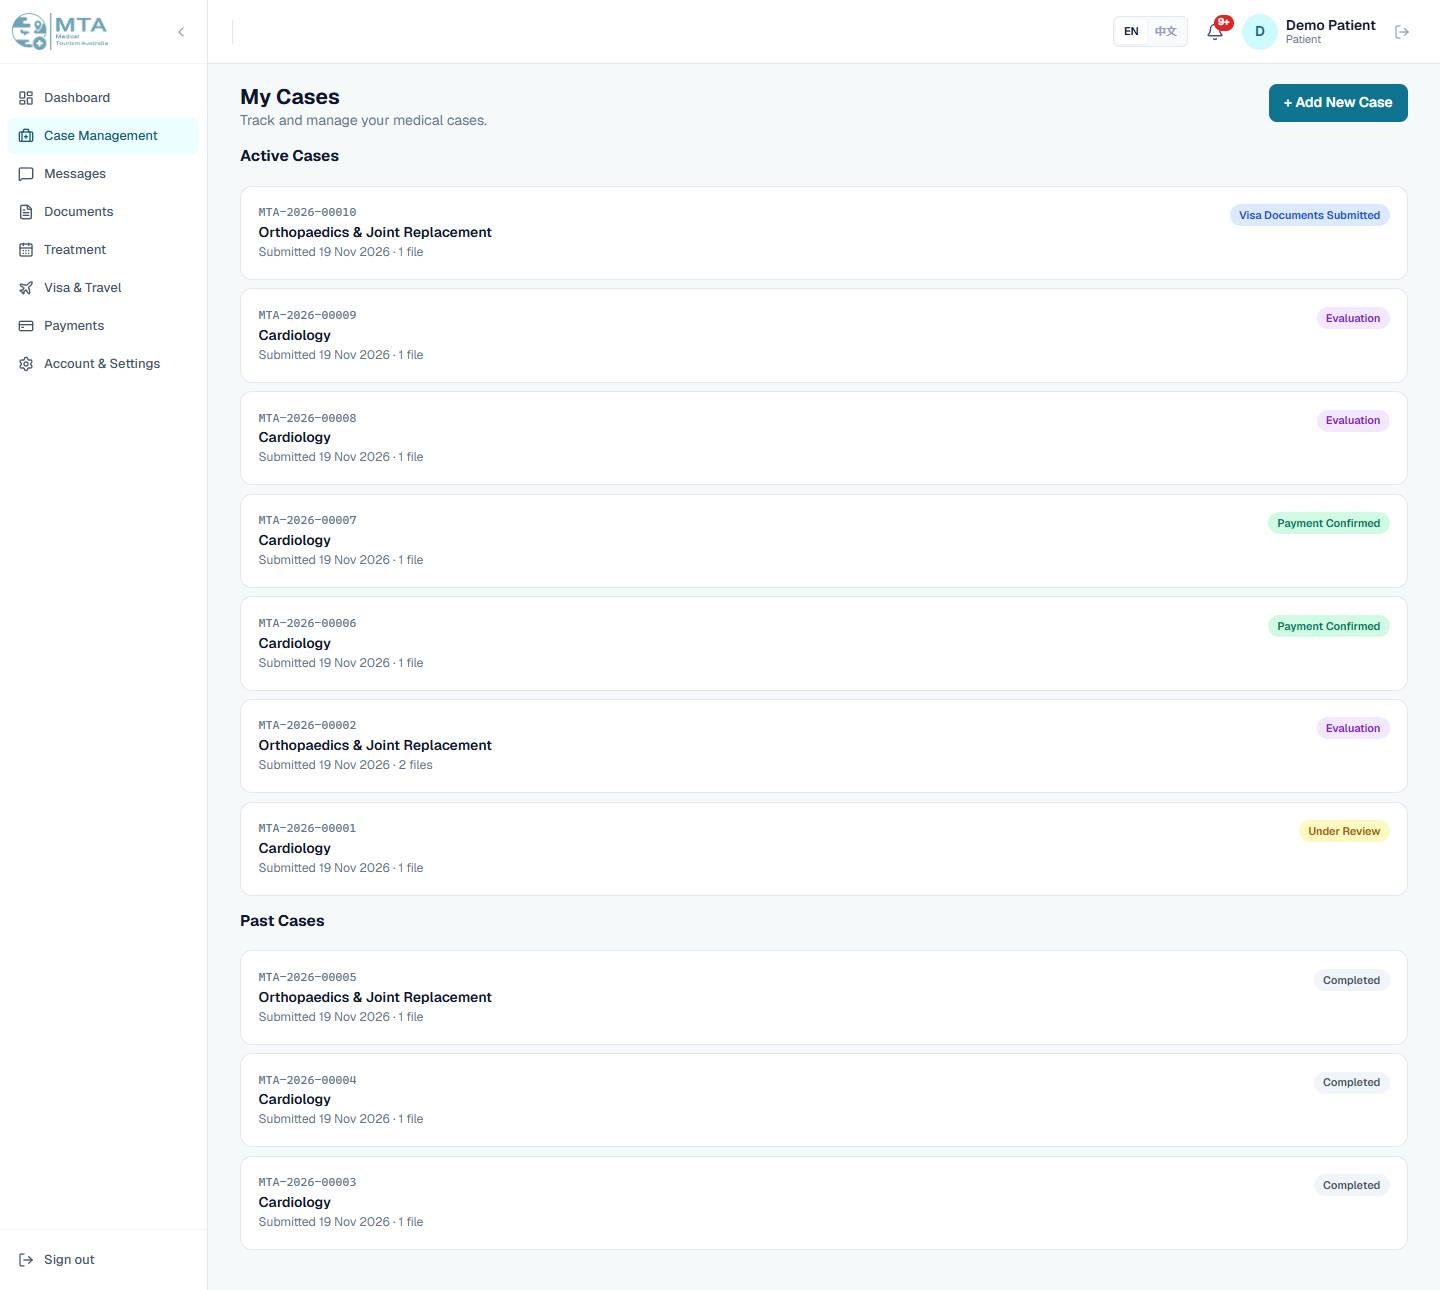 MTA
Medical
Tourism Australia
EN
中文
9+
D
Demo Patient
Patient
Dashboard
Case Management
Messages
Documents
Treatment
Visa & Travel
Payments
Account & Settings
Sign out
My Cases
Track and manage your medical cases.
+ Add New Case
Active Cases
MTA-2026-00010
Orthopaedics & Joint Replacement
Submitted 19 Nov 2026 · 1 file
Visa Documents Submitted
MTA-2026-00009
Cardiology
Submitted 19 Nov 2026 · 1 file
Evaluation
MTA-2026-00008
Cardiology
Submitted 19 Nov 2026 · 1 file
Evaluation
MTA-2026-00007
Cardiology
Submitted 19 Nov 2026 · 1 file
Payment Confirmed
MTA-2026-00006
Cardiology
Submitted 19 Nov 2026 · 1 file
Payment Confirmed
MTA-2026-00002
Orthopaedics & Joint Replacement
Submitted 19 Nov 2026 · 2 files
Evaluation
MTA-2026-00001
Cardiology
Submitted 19 Nov 2026 · 1 file
Under Review
Past Cases
MTA-2026-00005
Orthopaedics & Joint Replacement
Submitted 19 Nov 2026 · 1 file
Completed
MTA-2026-00004
Cardiology
Submitted 19 Nov 2026 · 1 file
Completed
MTA-2026-00003
Cardiology
Submitted 19 Nov 2026 · 1 file
Completed